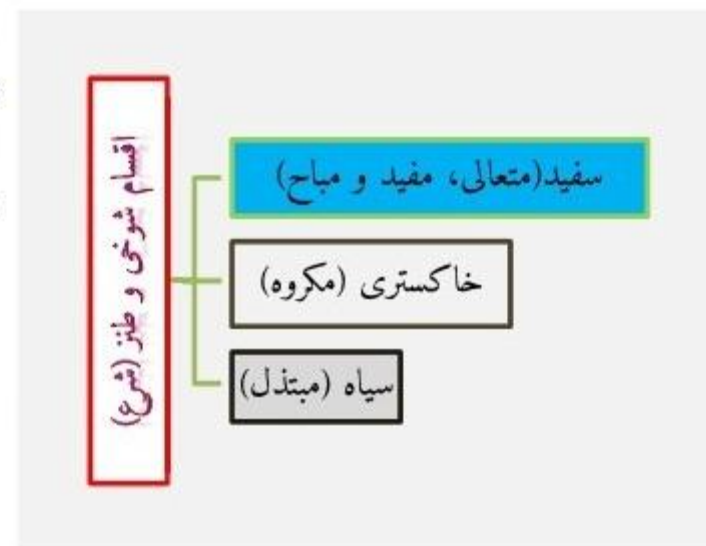 اقسام شوخی و طنز (شرع)
سفید(متعالی، مفید و مباح)
خاکستری (مکروه)
سیاه (مبتذل)